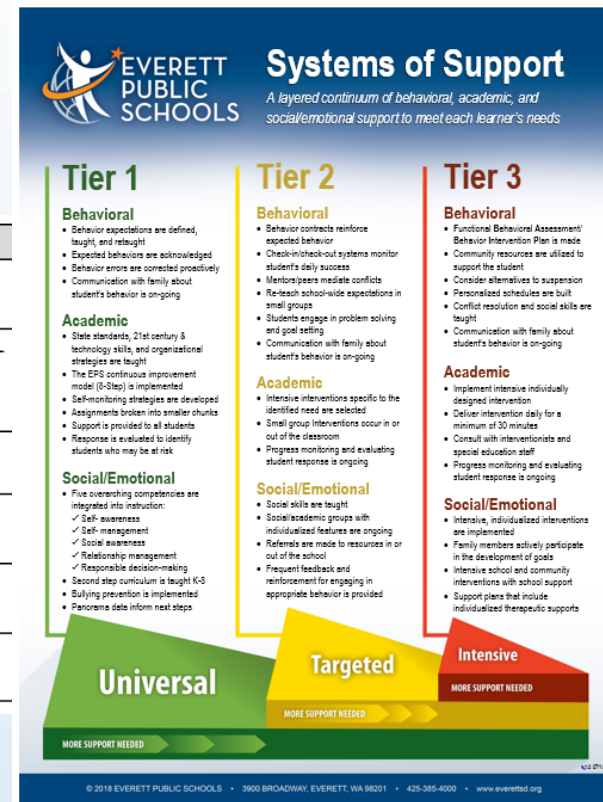 EVERETT
PUBLIC
SCHOOLS
Systems of Support
A layered continuum of behavioral, academic, and
social/emotional support to meet each learner's needs
Tier 1
Behavioral
• Behavior expectations are defined,
taught, and retaught
• Expected behaviors are acknowledged
• Behavior errors are corrected proactively
• Communication with family about
student's behavior is on-going
Academic
• State standards, 21st century &
technology skills, and organizational
strategies are taught
• The EPS continuous improvement
model (8-Step) is implemented
• Self-monitoring strategies are developed
• Assignments broken into smaller chunks
• Support is provided to all students
• Response is evaluated to identify
students who may be at risk
Social/Emotional
• Five overarching competencies are
integrated into instruction:
✓ Self- awareness
✓ Self- management
✓ Social awareness
✓ Relationship management
✓ Responsible decision-making
• Second step curriculum is taught K-8
• Bullying prevention is implemented
• Panorama data inform next steps
Tier 2
Behavioral
• Behavior contracts reinforce
expected behavior
• Check-in/check-out systems monitor
student's daily success
• Mentors/peers mediate conflicts
• Re-teach school-wide expectations in
small groups
• Students engage in problem solving
and goal setting
• Communication with family about
student's behavior is on-going
Academic
• Intensive interventions specific to the
identified need are selected
• Small group Interventions occur in or
out of the classroom
• Progress monitoring and evaluating
student response is ongoing
Social/Emotional
• Social skills are taught
• Social/academic groups with
individualized features are ongoing
• Referrals are made to resources in or
out of the school
• Frequent feedback and
reinforcement for engaging in
appropriate behavior is provided
Tier 3
Behavioral
• Functional Behavioral Assessment/
Behavior Intervention Plan is made
• Community resources are utilized to
support the student
• Consider alternatives to suspension
• Personalized schedules are built
• Conflict resolution and social skills are
taught
• Communication with family about
student's behavior is on-going
Academic
• Implement intensive individually
designed intervention
• Deliver intervention daily for a
minimum of 30 minutes
• Consult with interventionists and
special education staff
• Progress monitoring and evaluating
student response is ongoing
Social/Emotional
• Intensive, individualized interventions
are implemented
• Family members actively participate
in the development of goals
• Intensive school and community
interventions with school support
• Support plans that include
individualized therapeutic supports
Universal
MORE SUPPORT NEEDED
Targeted
MORE SUPPORT NEEDED
Intensive
MORE SUPPORT NEEDED
© 2018 EVERETT PUBLIC SCHOOLS • 3900 BROADWAY, EVERETT, WA 98201 • 425-385-4000 • www.everettsd.org